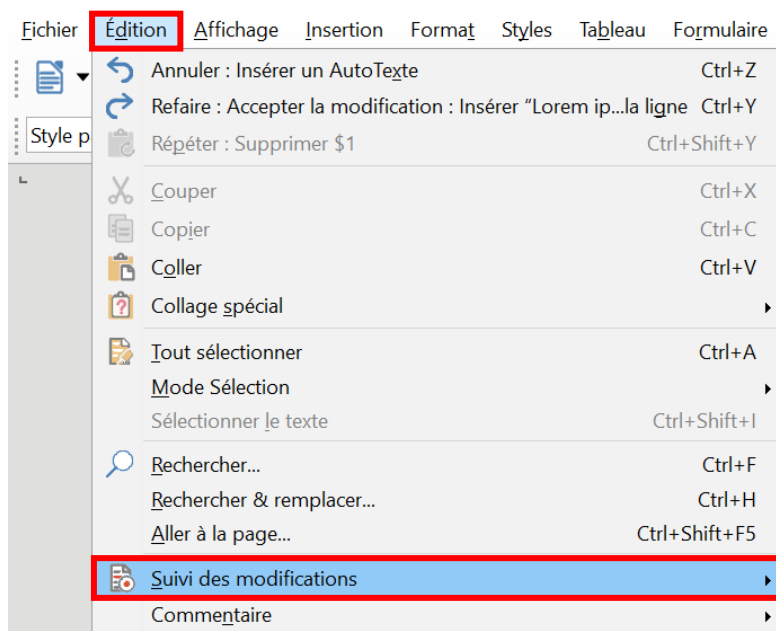 Fichier Édition Affichage Insertion Format Styles Tableau Formulaire
Annuler : Insérer un AutoTexte Ctrl+Z
Refaire : Accepter la modification : Insérer “Lorem ip...la ligne Ctrl+Y
Style p
Répéter : Supprimer $1 Ctrl+Shift+Y
Couper Ctrl+X
Copier Ctrl+C
Coller Ctrl+V
Collage spécial
Tout sélectionner Ctrl+A
Mode Sélection
Sélectionner le texte Ctrl+Shift+I
Rechercher... Ctrl+F
Rechercher & remplacer... Ctrl+H
Aller à la page... Ctrl+Shift+F5
Suivi des modifications
Commentaire